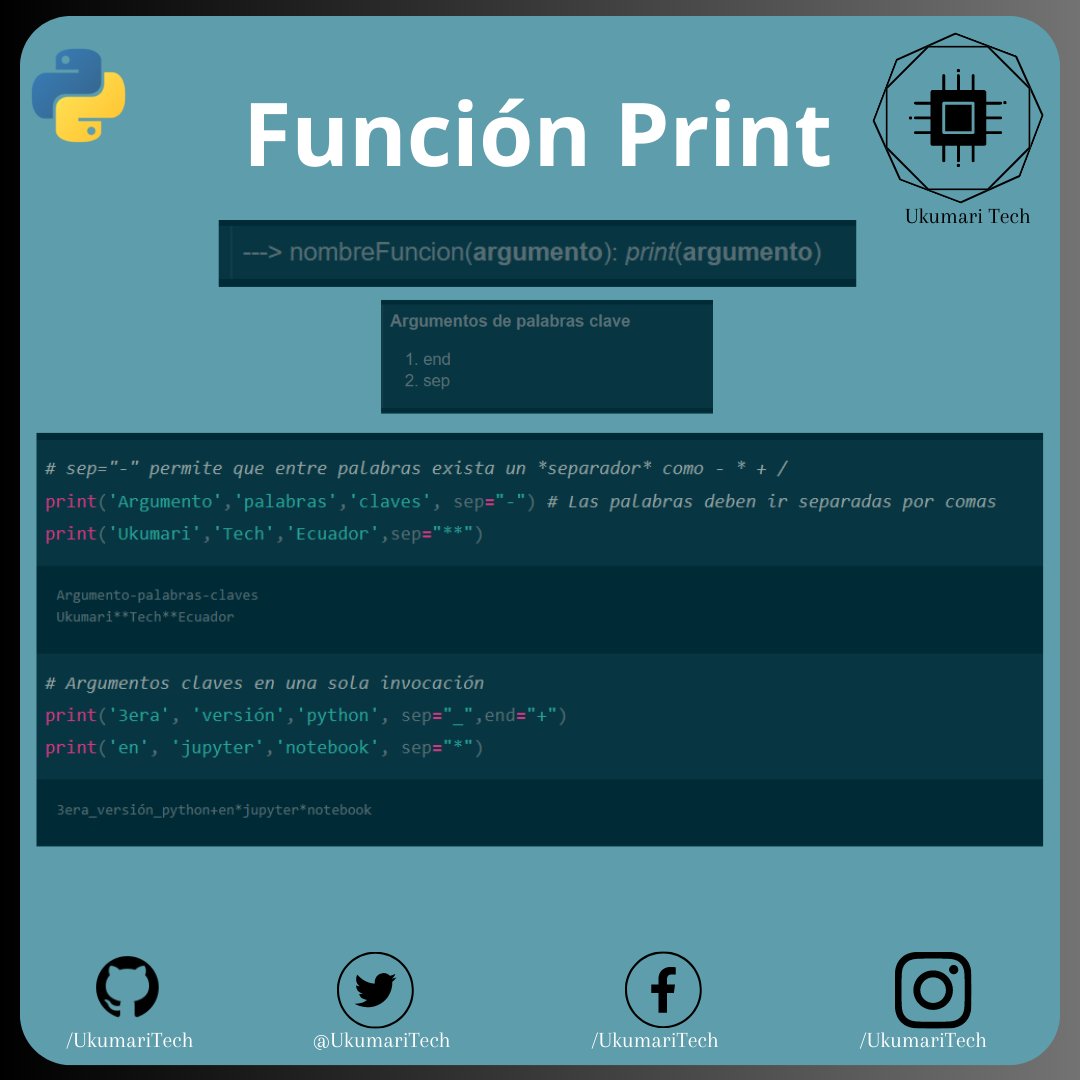 Función Print
Ukumari Tech
---> nombreFuncion(argumento): print(argumento)
Argumentos de palabras clave
1. end
2. sep
# sep="-" permite que entre palabras exista un *separador* como - * + /
print('Argumento','palabras','claves', sep="-") # Las palabras deben ir separadas por comas
print('Ukumari','Tech','Ecuador',sep="**")
Argumento-palabras-claves
Ukumari**Tech**Ecuador
# Argumentos claves en una sola invocación
print('3era', 'versión','python', sep="_",end="+")
print('en', 'jupyter','notebook', sep="*")
3era_versión_python+en*jupyter*notebook
/UkumariTech
@UkumariTech
/UkumariTech
/UkumariTech